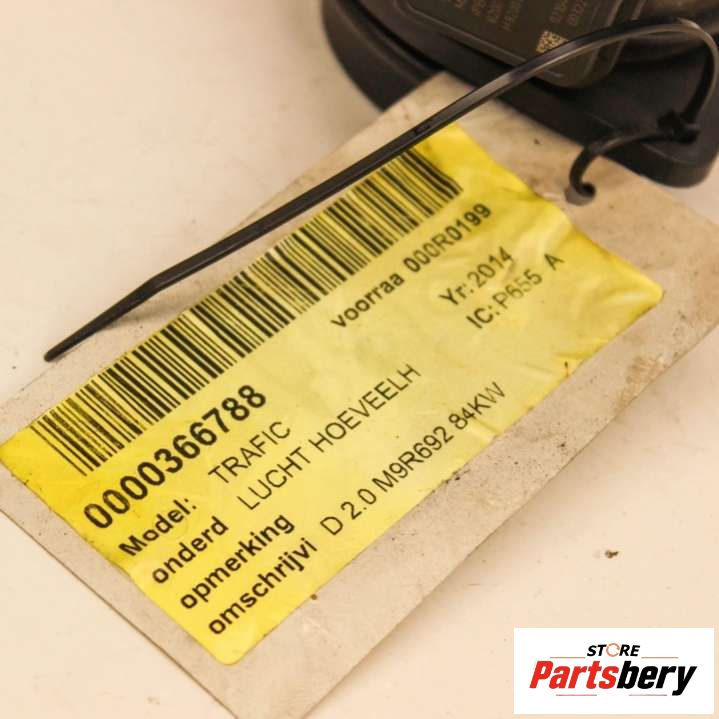 0000366788
voorraa 000R0199
Model: TRAFIC
Yr: 2014
onderd LUCHT HOEVEELH
IC: P655 A
opmerking
omschrijvi D 2.0 M9R692 84KW
STORE
Partsbery